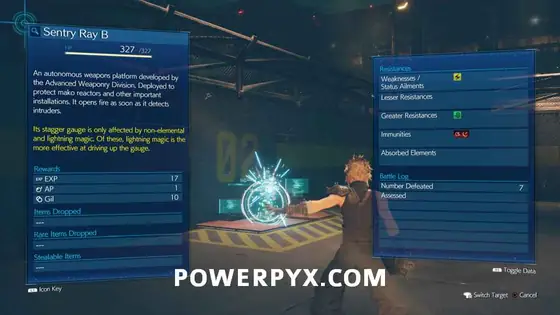 Sentry Ray B
HP 327/327
An autonomous weapons platform developed by
the Advanced Weaponry Division. Deployed to
protect mako reactors and other important
installations. It opens fire as soon as it detects
intruders.
Its stagger gauge is only affected by non-elemental
and lightning magic. Of these, lightning magic is the
more effective at driving up the gauge.
Rewards
EXP 17
AP 1
Gil 10
Items Dropped
---
Rare Items Dropped
---
Stealable Items
---
Icon Key
Resistances
Weaknesses /
Status Ailments
Lesser Resistances
Greater Resistances
Immunities
Absorbed Elements
Battle Log
Number Defeated 7
Assessed
02
POWERPYX.COM
Toggle Data
Switch Target
Cancel